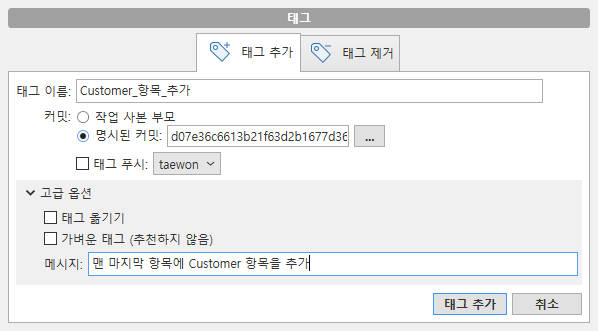 태그
태그 추가
태그 제거
태그 이름: Customer_항목_추가
커밋: 작업 사본 부모
명시된 커밋: d07e36c6613b21f63d2b1677d36 ...
태그 푸시: taewon
고급 옵션
태그 옮기기
가벼운 태그 (추천하지 않음)
메시지: 맨 마지막 항목에 Customer 항목을 추가
태그 추가
취소